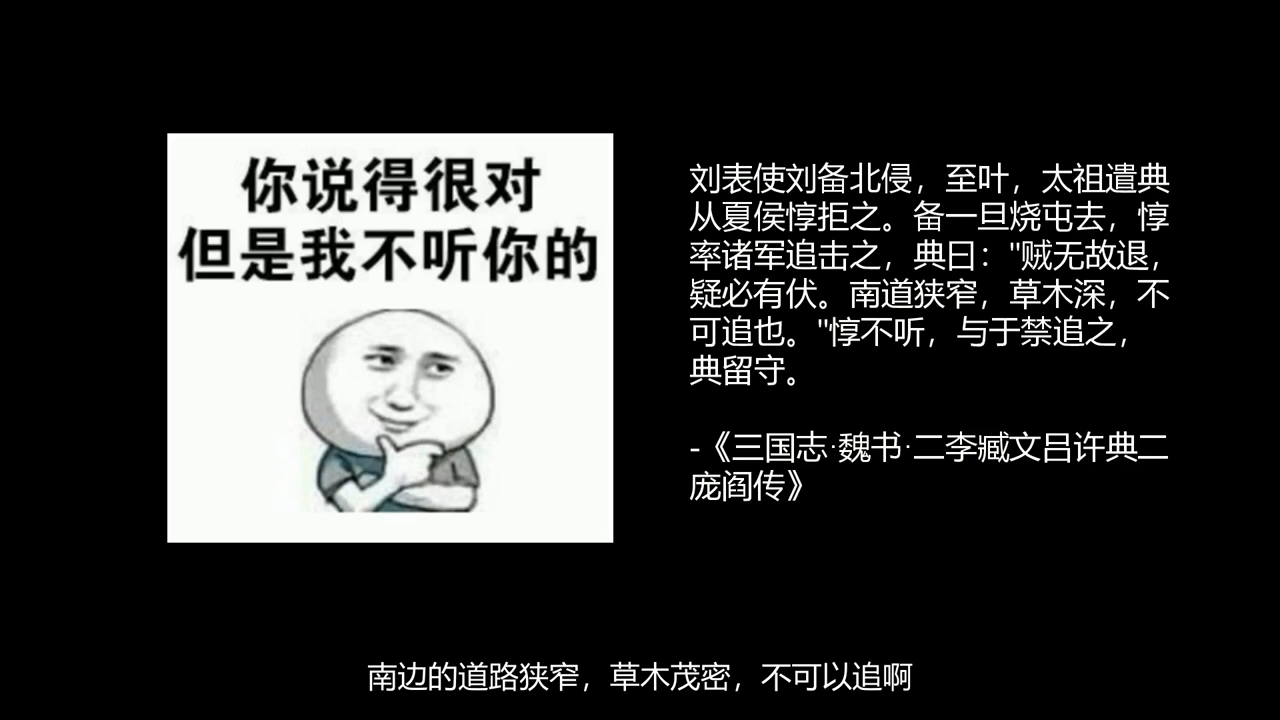 你说得很对
但是我不听你的
刘表使刘备北侵，至叶，太祖遣典
从夏侯惇拒之。备一旦烧屯去，惇
率诸军追击之，典曰："贼无故退，
疑必有伏。南道狭窄，草木深，不
可追也。"惇不听，与于禁追之，
典留守。
-《三国志·魏书·二李臧文吕许典二
庞阎传》
南边的道路狭窄，草木茂密，不可以追啊